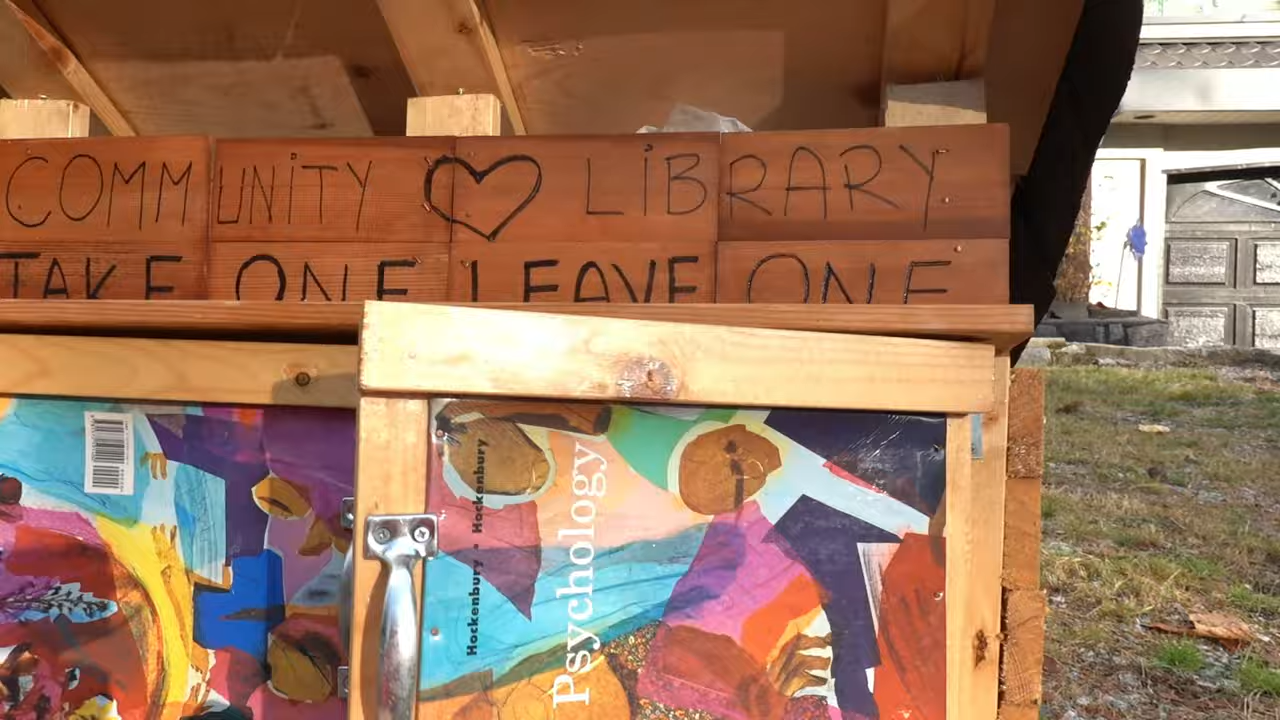 COMMUNITY LIBRARY
TAKE ONE LEAVE ONE
Hockenbury • Hockenbury
Psychology